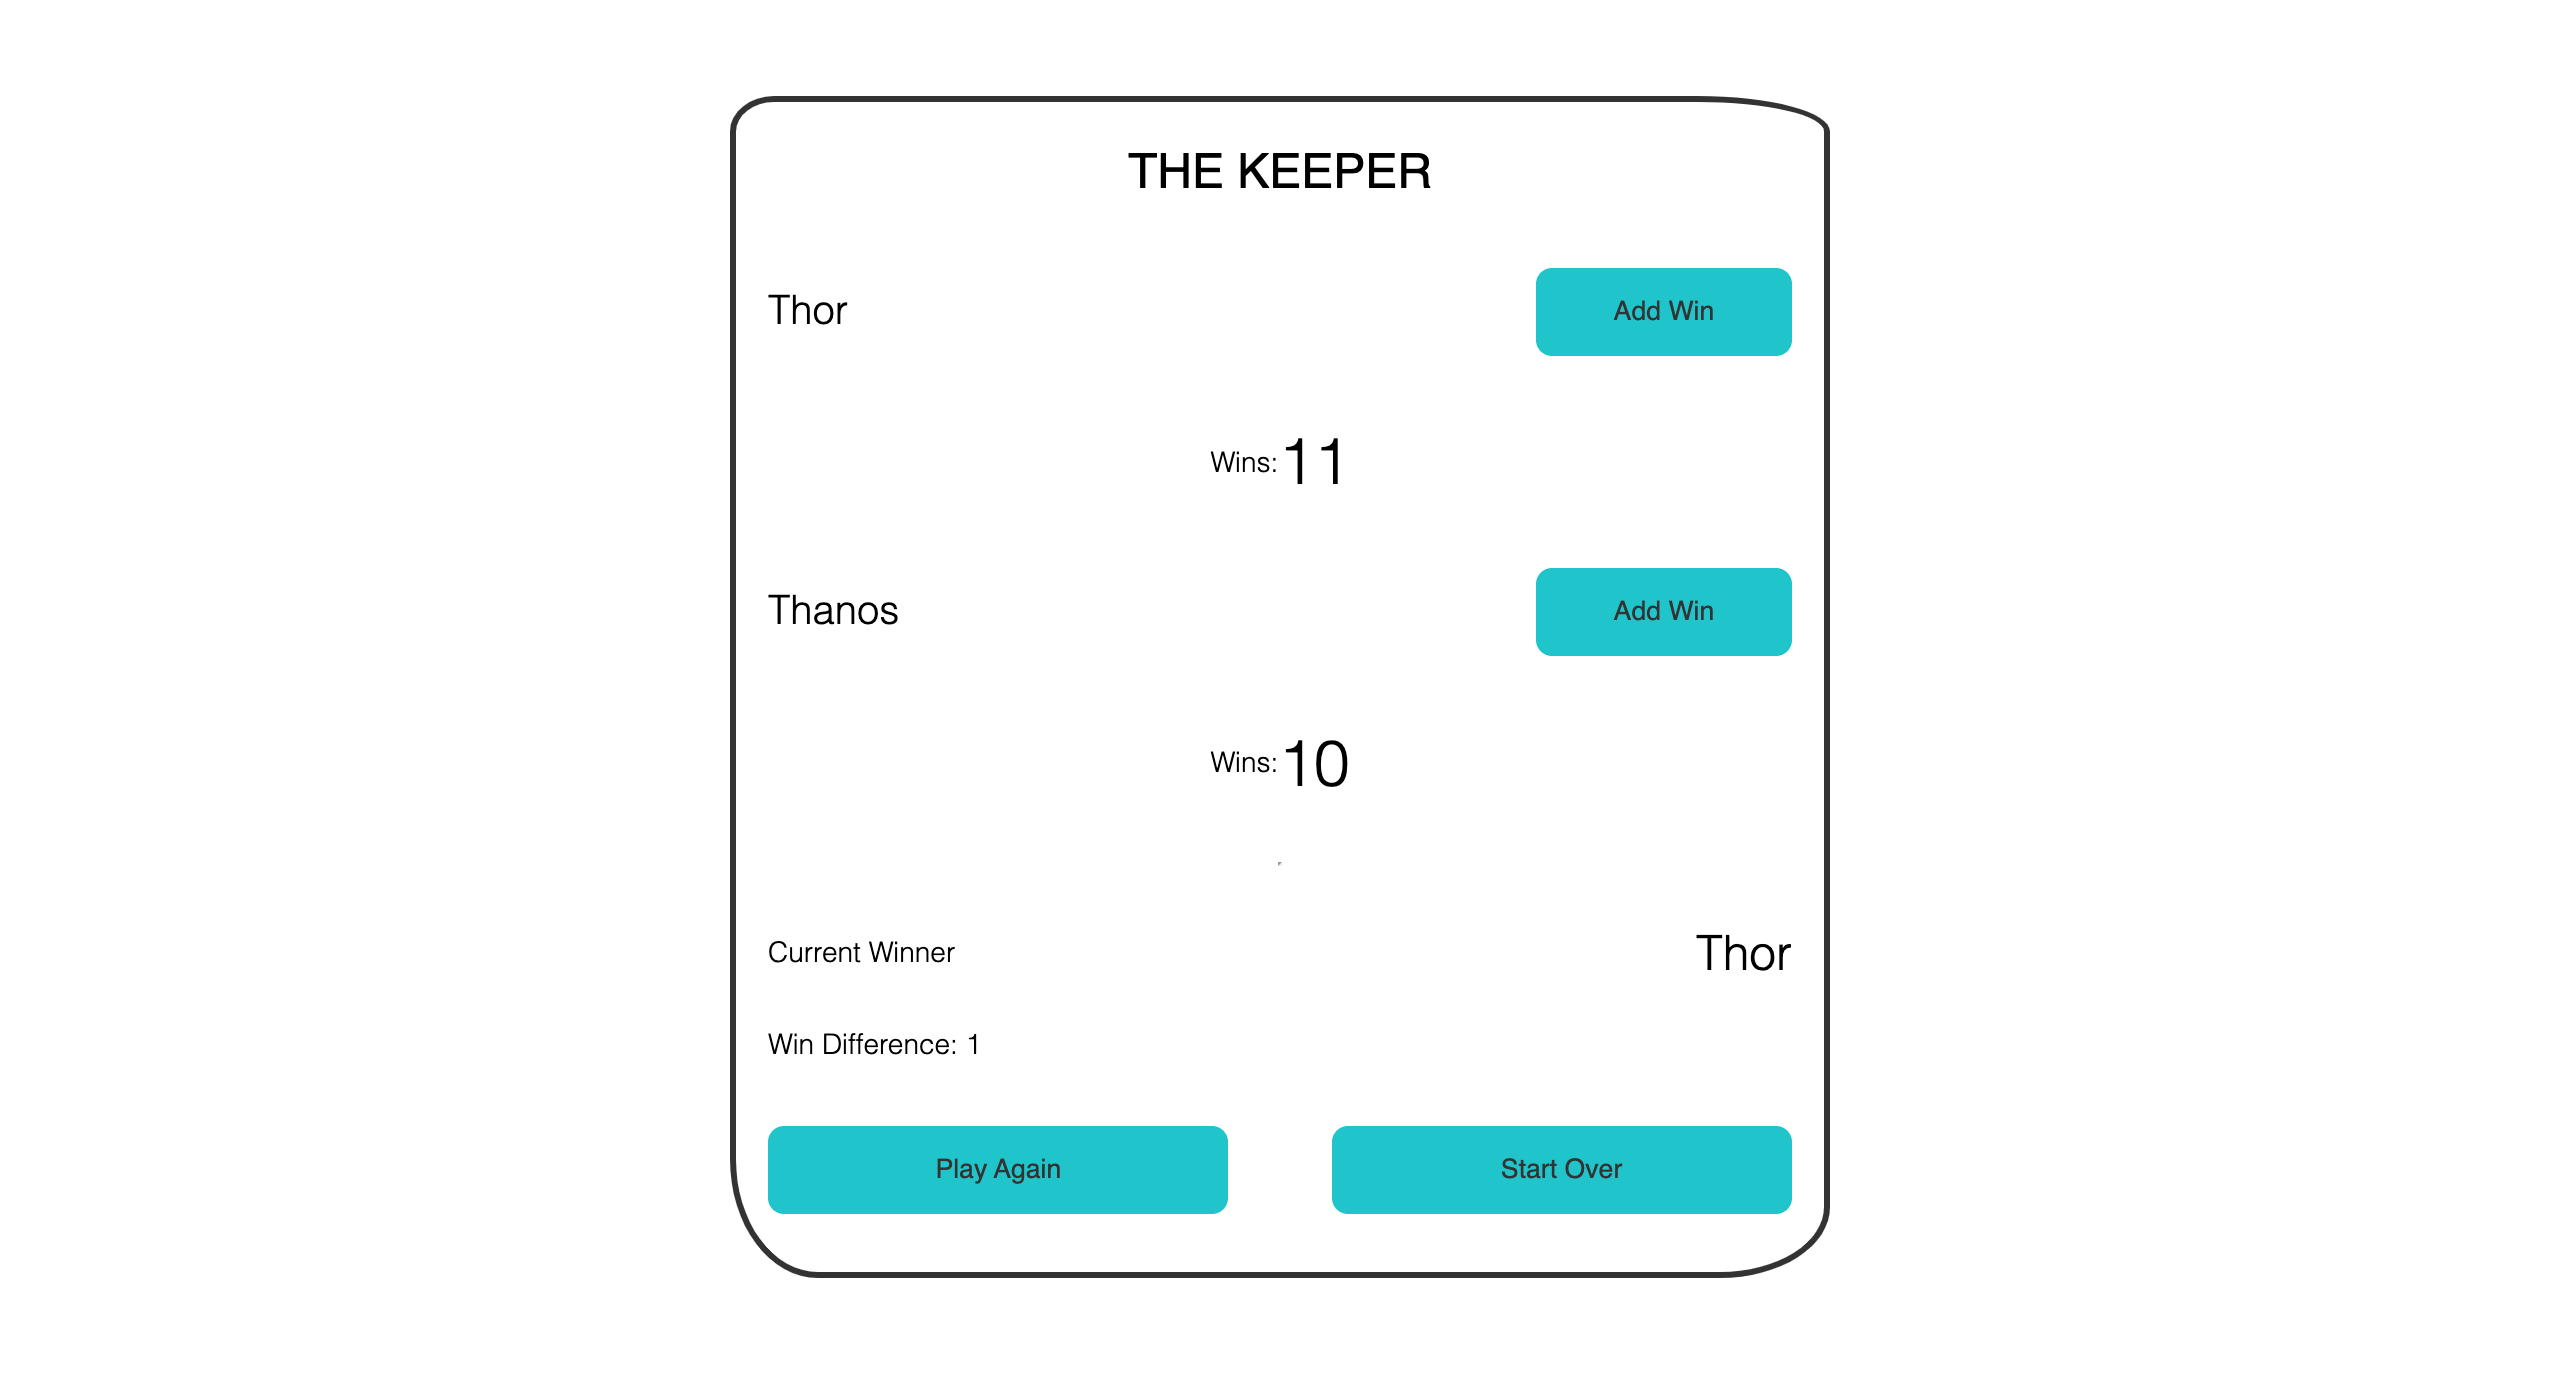 THE KEEPER
Thor
Add Win
Wins: 11
Thanos
Add Win
Wins: 10
Current Winner
Thor
Win Difference: 1
Play Again
Start Over